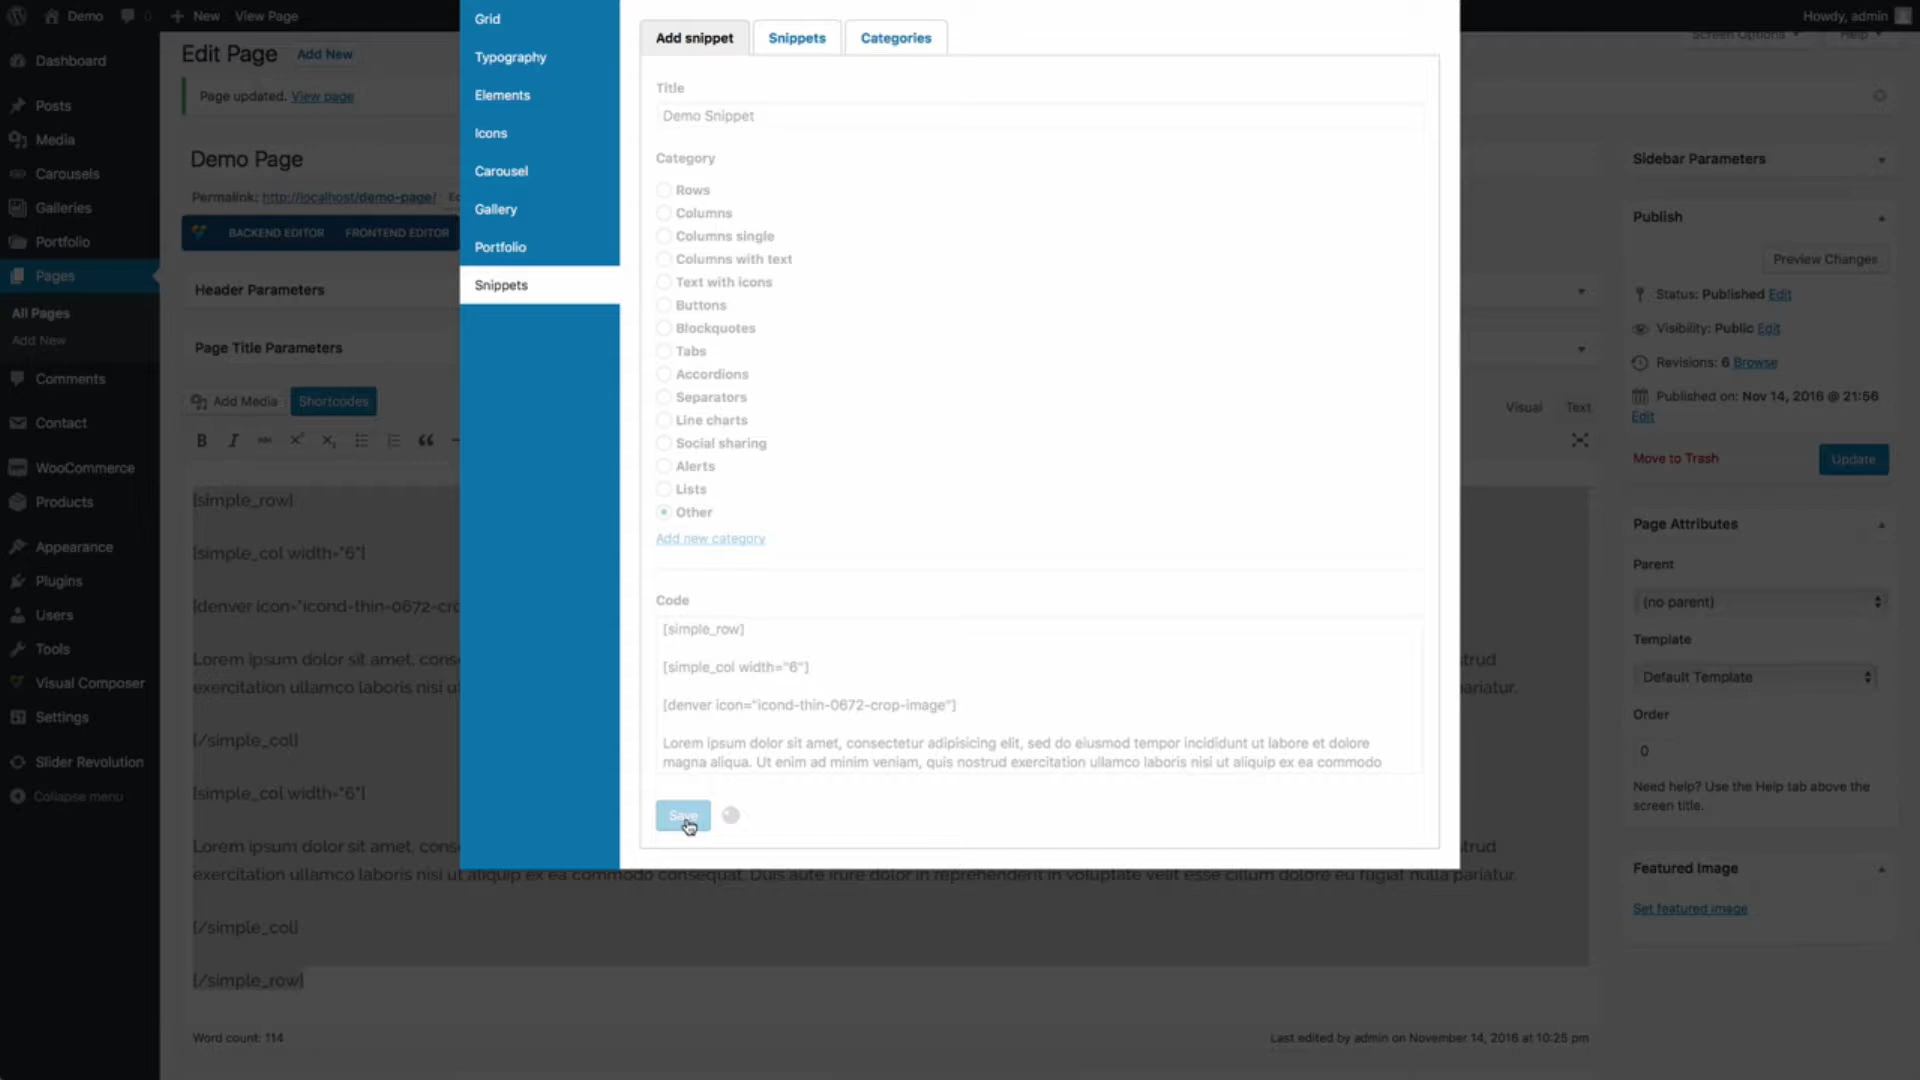 Demo
0
New
View Page
Howdy, admin
Dashboard
Posts
Media
Carousels
Galleries
Portfolio
Pages
All Pages
Add New
Comments
Contact
WooCommerce
Products
Appearance
Plugins
Users
Tools
Visual Composer
Settings
Slider Revolution
Collapse menu
Edit Page
Add New
Page updated. View page
Demo Page
Permalink: http://localhost/demo-page/
BACKEND EDITOR
FRONTEND EDITOR
Header Parameters
Page Title Parameters
Add Media
Shortcodes
Visual
Text
[simple_row]
[simple_col width="6"]
[denver icon="icond-thin-0672-cro
Lorem ipsum dolor sit amet, conse
exercitation ullamco laboris nisi ut
[/simple_col]
[simple_col width="6"]
Lorem ipsum dolor sit amet, conse
exercitation ullamco laboris nisi ut aliquip ex ea commodo consequat. Duis aute irure dolor in reprehenderit in voluptate velit esse cillum dolore eu fugiat nulla pariatur.
[/simple_col]
[/simple_row]
Word count: 114
Last edited by admin on November 14, 2016 at 10:25 pm
Grid
Typography
Elements
Icons
Carousel
Gallery
Portfolio
Snippets
Add snippet
Snippets
Categories
Title
Demo Snippet
Category
Rows
Columns
Columns single
Columns with text
Text with icons
Buttons
Blockquotes
Tabs
Accordions
Separators
Line charts
Social sharing
Alerts
Lists
Other
Add new category
Code
[simple_row]
[simple_col width="6"]
[denver icon="icond-thin-0672-crop-image"]
Lorem ipsum dolor sit amet, consectetur adipisicing elit, sed do eiusmod tempor incididunt ut labore et dolore
magna aliqua. Ut enim ad minim veniam, quis nostrud exercitation ullamco laboris nisi ut aliquip ex ea commodo
Save
Screen Options
Help
Sidebar Parameters
Publish
Preview Changes
Status: Published Edit
Visibility: Public Edit
Revisions: 6 Browse
Published on: Nov 14, 2016 @ 21:56
Edit
Move to Trash
Update
Page Attributes
Parent
(no parent)
Template
Default Template
Order
0
Need help? Use the Help tab above the
screen title.
Featured Image
Set featured image